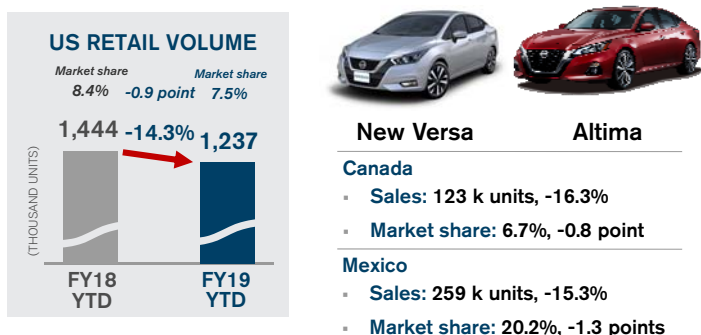 US RETAIL VOLUME
Market share Market share
8.4% -0.9 point 7.5%
1,444 -14.3% 1,237
(THOUSAND UNITS)
FY18 FY19
YTD YTD
New Versa Altima
Canada
▪ Sales: 123 k units, -16.3%
▪ Market share: 6.7%, -0.8 point
Mexico
▪ Sales: 259 k units, -15.3%
▪ Market share: 20.2%, -1.3 points